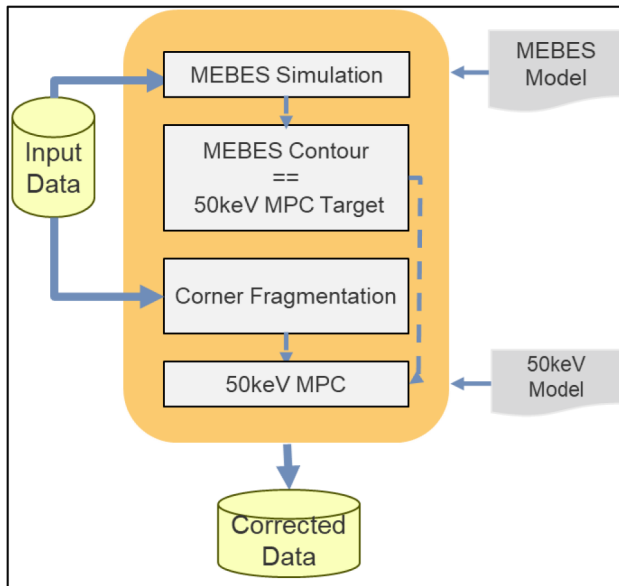 MEBES Simulation
MEBES
Model
Input
Data
MEBES Contour
==
50keV MPC Target
Corner Fragmentation
50keV MPC
50keV
Model
Corrected
Data